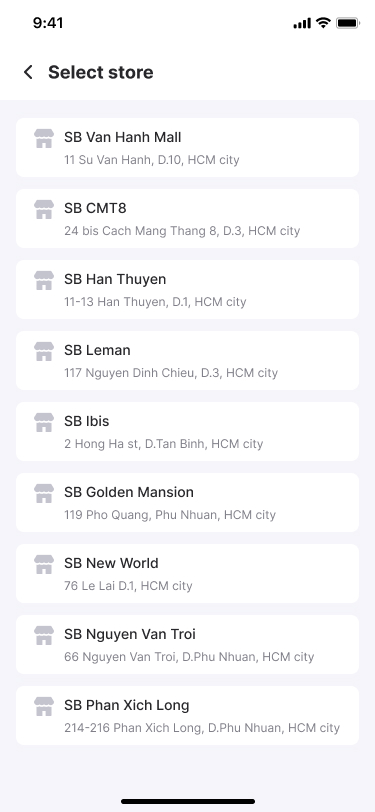 9:41
Select store
SB Van Hanh Mall
11 Su Van Hanh, D.10, HCM city
SB CMT8
24 bis Cach Mang Thang 8, D.3, HCM city
SB Han Thuyen
11-13 Han Thuyen, D.1, HCM city
SB Leman
117 Nguyen Dinh Chieu, D.3, HCM city
SB Ibis
2 Hong Ha st, D.Tan Binh, HCM city
SB Golden Mansion
119 Pho Quang, Phu Nhuan, HCM city
SB New World
76 Le Lai D.1, HCM city
SB Nguyen Van Troi
66 Nguyen Van Troi, D.Phu Nhuan, HCM city
SB Phan Xich Long
214-216 Phan Xich Long, D.Phu Nhuan, HCM city